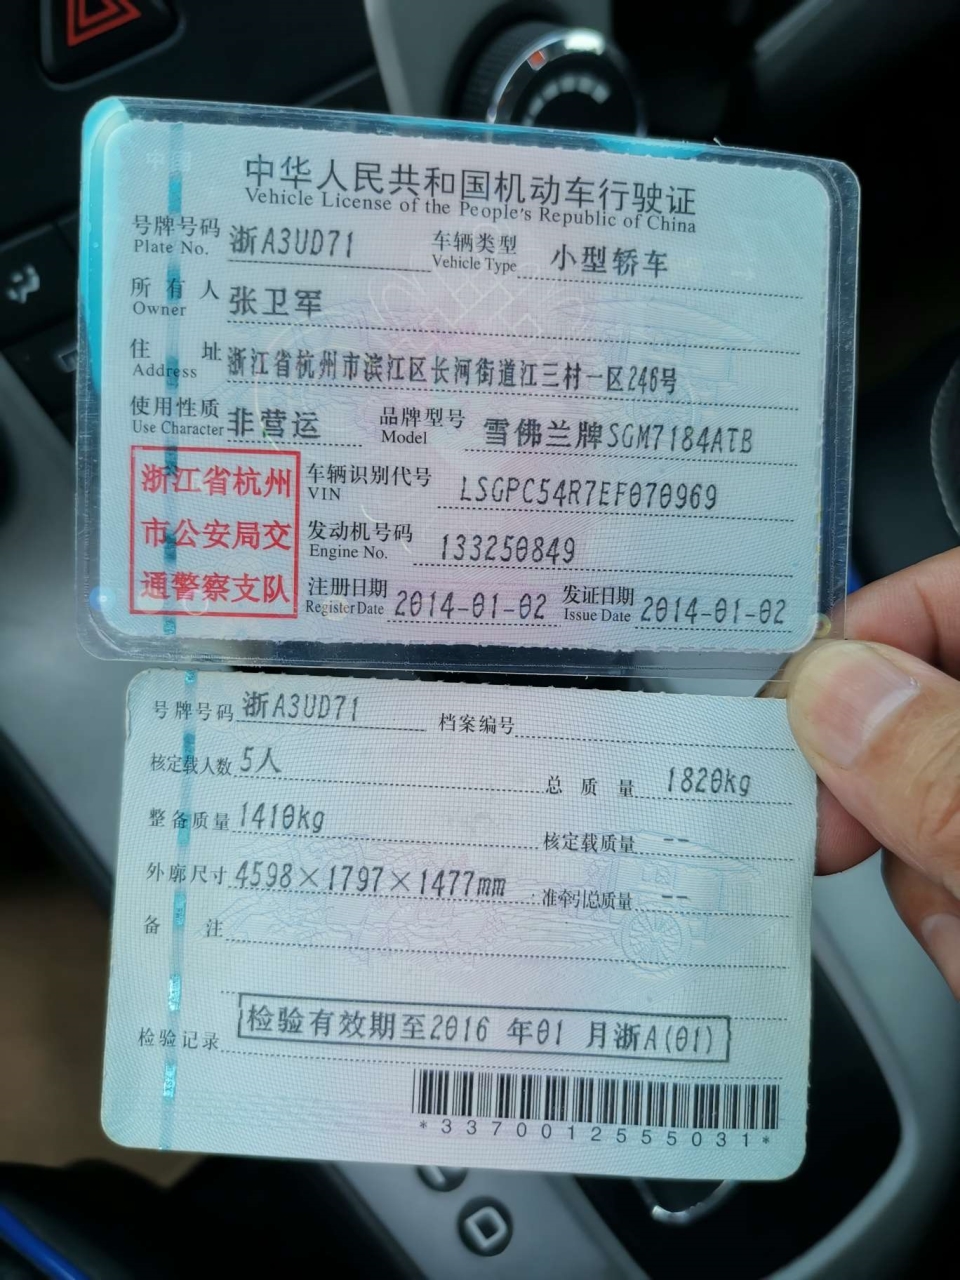 中华人民共和国机动车行驶证
Vehicle License of the People's Republic of China
号牌号码 浙A3UD71 车辆类型 小型轿车
Plate No. Vehicle Type
所有人 张卫军
Owner
住址 浙江省杭州市滨江区长河街道江三村一区246号
Address
使用性质 非营运 品牌型号 雪佛兰牌SGM7184ATB
Use Character Model
浙江省杭州
市公安局交
通警察支队
车辆识别代号 LSGPC54R7EF070969
VIN
发动机号码 133250849
Engine No.
注册日期 2014-01-02 发证日期 2014-01-02
Register Date Issue Date
号牌号码 浙A3UD71 档案编号
核定载人数 5人 总质量 1820kg
整备质量 1410kg 核定载质量 --
外廓尺寸 4598×1797×1477mm 准牵引总质量 --
备注
检验记录 检验有效期至2016 年01 月浙A(01)
*3370012555031*